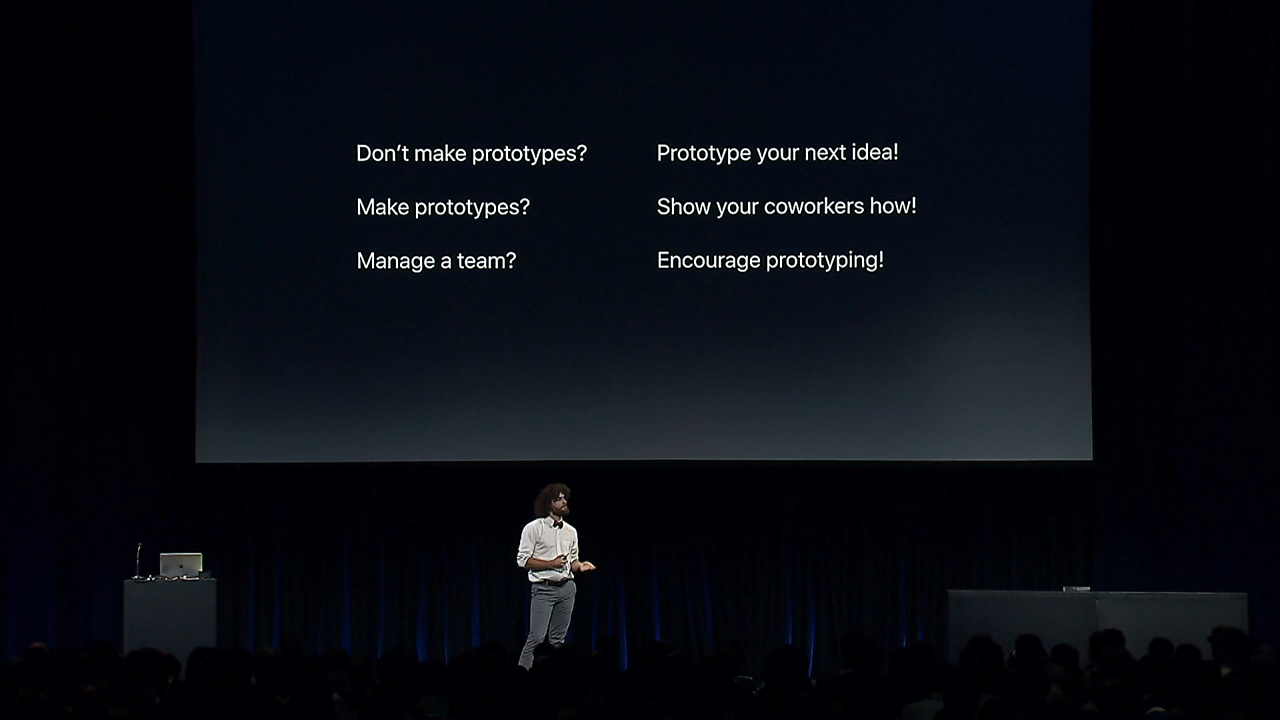 Don’t make prototypes? Prototype your next idea!
Make prototypes? Show your coworkers how!
Manage a team? Encourage prototyping!